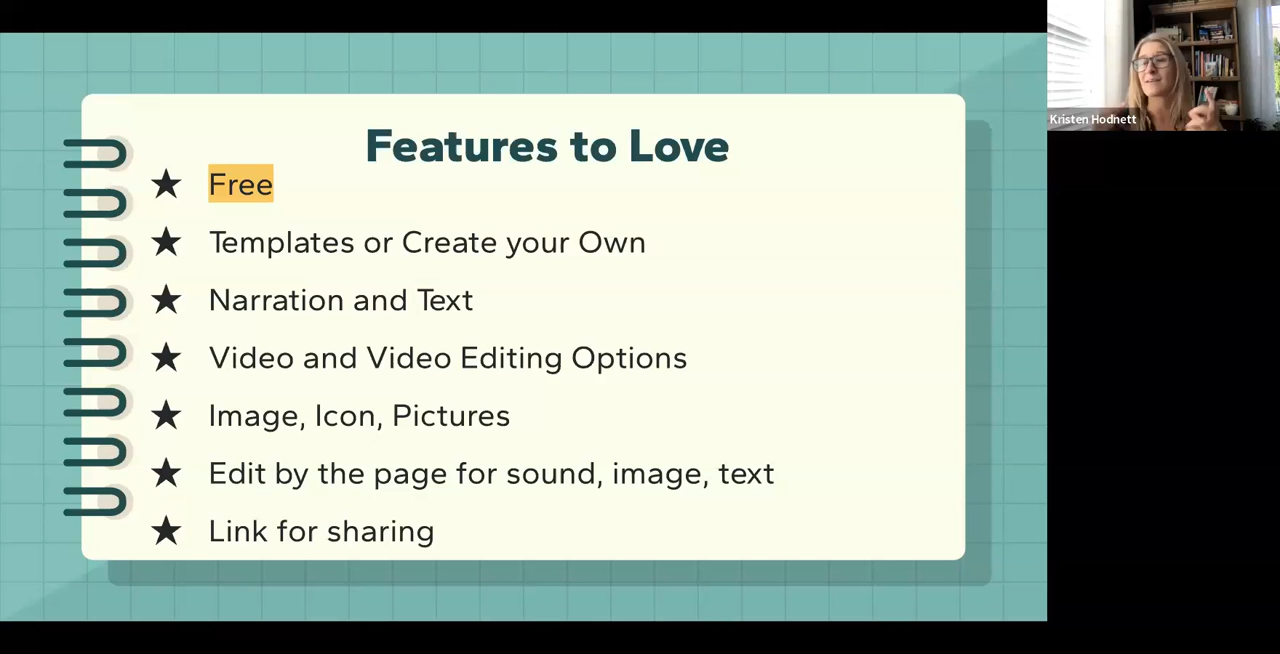 Features to Love
★ Free
★ Templates or Create your Own
★ Narration and Text
★ Video and Video Editing Options
★ Image, Icon, Pictures
★ Edit by the page for sound, image, text
★ Link for sharing
Kristen Hodnett